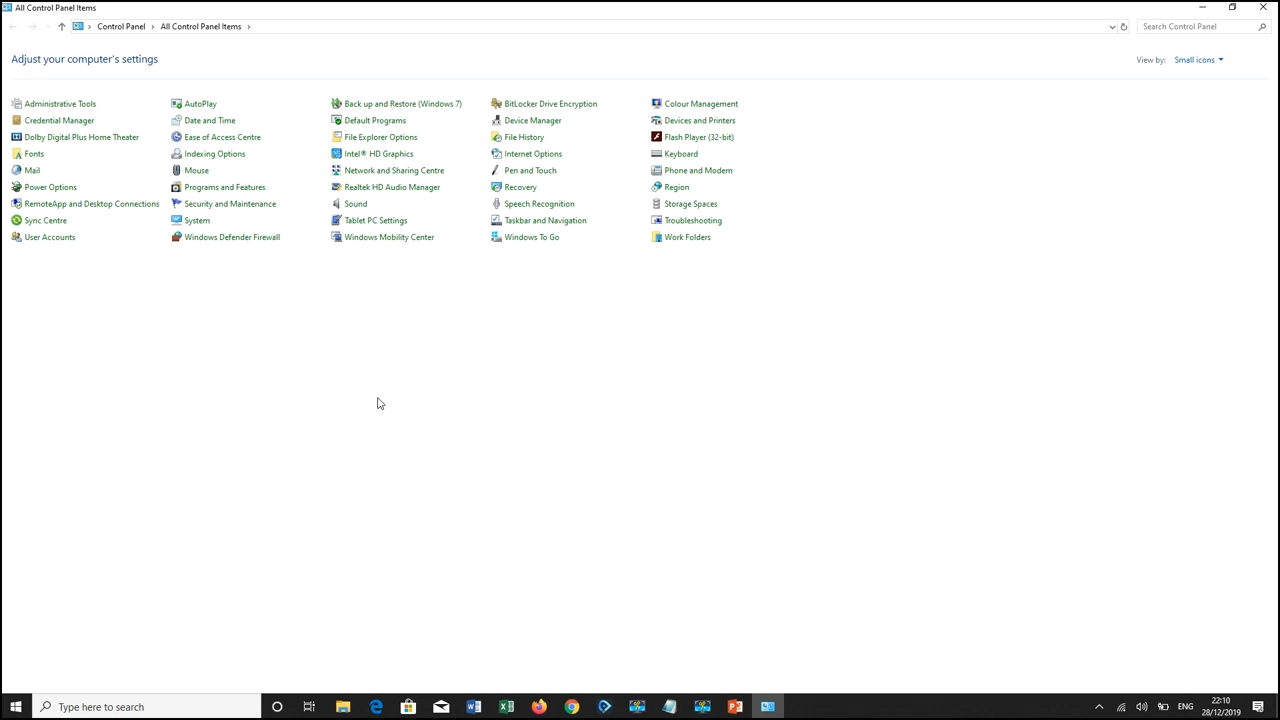 All Control Panel Items
Control Panel > All Control Panel Items >
Search Control Panel
Adjust your computer's settings
View by: Small icons
Administrative Tools AutoPlay Back up and Restore (Windows 7) BitLocker Drive Encryption Colour Management
Credential Manager Date and Time Default Programs Device Manager Devices and Printers
Dolby Digital Plus Home Theater Ease of Access Centre File Explorer Options File History Flash Player (32-bit)
Fonts Indexing Options Intel® HD Graphics Internet Options Keyboard
Mail Mouse Network and Sharing Centre Pen and Touch Phone and Modem
Power Options Programs and Features Realtek HD Audio Manager Recovery Region
RemoteApp and Desktop Connections Security and Maintenance Sound Speech Recognition Storage Spaces
Sync Centre System Tablet PC Settings Taskbar and Navigation Troubleshooting
User Accounts Windows Defender Firewall Windows Mobility Center Windows To Go Work Folders
Type here to search
ENG
22:10
28/12/2019